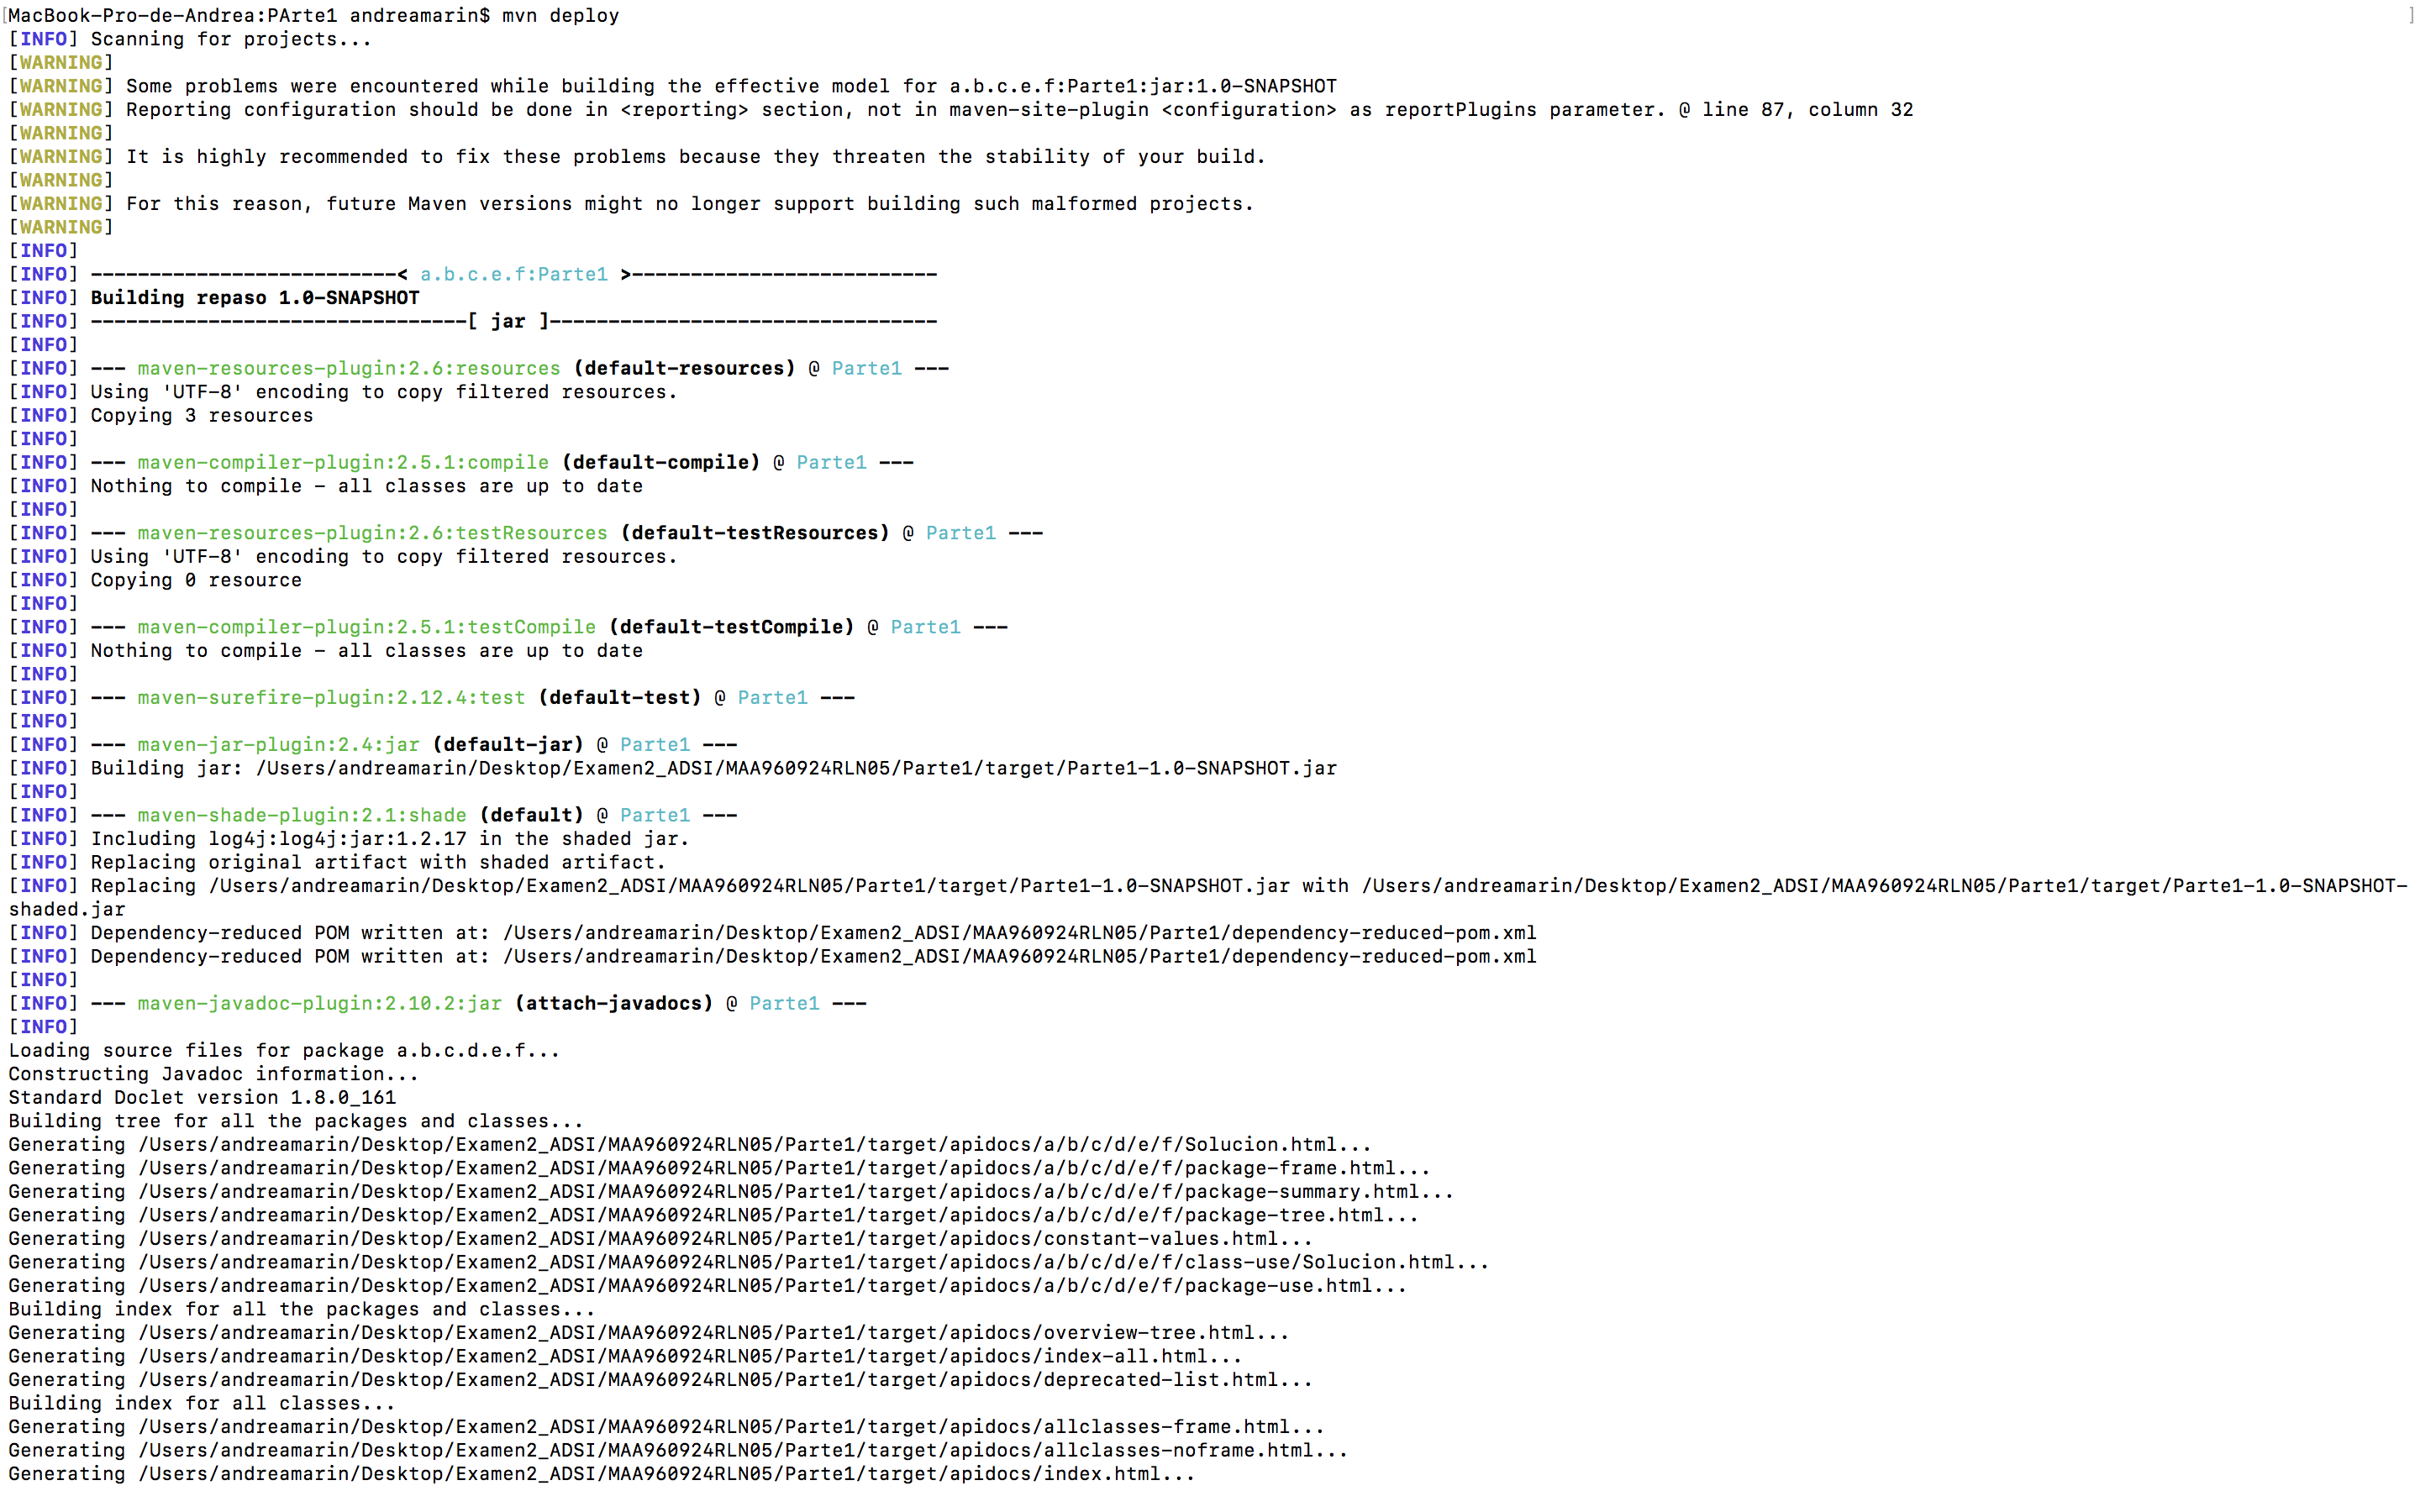 [MacBook-Pro-de-Andrea:PArte1 andreamarin$ mvn deploy ]
[INFO] Scanning for projects...
[WARNING]
[WARNING] Some problems were encountered while building the effective model for a.b.c.e.f:Parte1:jar:1.0-SNAPSHOT
[WARNING] Reporting configuration should be done in <reporting> section, not in maven-site-plugin <configuration> as reportPlugins parameter. @ line 87, column 32
[WARNING]
[WARNING] It is highly recommended to fix these problems because they threaten the stability of your build.
[WARNING]
[WARNING] For this reason, future Maven versions might no longer support building such malformed projects.
[WARNING]
[INFO]
[INFO] --------------------------< a.b.c.e.f:Parte1 >--------------------------
[INFO] Building repaso 1.0-SNAPSHOT
[INFO] --------------------------------[ jar ]---------------------------------
[INFO]
[INFO] --- maven-resources-plugin:2.6:resources (default-resources) @ Parte1 ---
[INFO] Using 'UTF-8' encoding to copy filtered resources.
[INFO] Copying 3 resources
[INFO]
[INFO] --- maven-compiler-plugin:2.5.1:compile (default-compile) @ Parte1 ---
[INFO] Nothing to compile - all classes are up to date
[INFO]
[INFO] --- maven-resources-plugin:2.6:testResources (default-testResources) @ Parte1 ---
[INFO] Using 'UTF-8' encoding to copy filtered resources.
[INFO] Copying 0 resource
[INFO]
[INFO] --- maven-compiler-plugin:2.5.1:testCompile (default-testCompile) @ Parte1 ---
[INFO] Nothing to compile - all classes are up to date
[INFO]
[INFO] --- maven-surefire-plugin:2.12.4:test (default-test) @ Parte1 ---
[INFO]
[INFO] --- maven-jar-plugin:2.4:jar (default-jar) @ Parte1 ---
[INFO] Building jar: /Users/andreamarin/Desktop/Examen2_ADSI/MAA960924RLN05/Parte1/target/Parte1-1.0-SNAPSHOT.jar
[INFO]
[INFO] --- maven-shade-plugin:2.1:shade (default) @ Parte1 ---
[INFO] Including log4j:log4j:jar:1.2.17 in the shaded jar.
[INFO] Replacing original artifact with shaded artifact.
[INFO] Replacing /Users/andreamarin/Desktop/Examen2_ADSI/MAA960924RLN05/Parte1/target/Parte1-1.0-SNAPSHOT.jar with /Users/andreamarin/Desktop/Examen2_ADSI/MAA960924RLN05/Parte1/target/Parte1-1.0-SNAPSHOT-
shaded.jar
[INFO] Dependency-reduced POM written at: /Users/andreamarin/Desktop/Examen2_ADSI/MAA960924RLN05/Parte1/dependency-reduced-pom.xml
[INFO] Dependency-reduced POM written at: /Users/andreamarin/Desktop/Examen2_ADSI/MAA960924RLN05/Parte1/dependency-reduced-pom.xml
[INFO]
[INFO] --- maven-javadoc-plugin:2.10.2:jar (attach-javadocs) @ Parte1 ---
[INFO]
Loading source files for package a.b.c.d.e.f...
Constructing Javadoc information...
Standard Doclet version 1.8.0_161
Building tree for all the packages and classes...
Generating /Users/andreamarin/Desktop/Examen2_ADSI/MAA960924RLN05/Parte1/target/apidocs/a/b/c/d/e/f/Solucion.html...
Generating /Users/andreamarin/Desktop/Examen2_ADSI/MAA960924RLN05/Parte1/target/apidocs/a/b/c/d/e/f/package-frame.html...
Generating /Users/andreamarin/Desktop/Examen2_ADSI/MAA960924RLN05/Parte1/target/apidocs/a/b/c/d/e/f/package-summary.html...
Generating /Users/andreamarin/Desktop/Examen2_ADSI/MAA960924RLN05/Parte1/target/apidocs/a/b/c/d/e/f/package-tree.html...
Generating /Users/andreamarin/Desktop/Examen2_ADSI/MAA960924RLN05/Parte1/target/apidocs/constant-values.html...
Generating /Users/andreamarin/Desktop/Examen2_ADSI/MAA960924RLN05/Parte1/target/apidocs/a/b/c/d/e/f/class-use/Solucion.html...
Generating /Users/andreamarin/Desktop/Examen2_ADSI/MAA960924RLN05/Parte1/target/apidocs/a/b/c/d/e/f/package-use.html...
Building index for all the packages and classes...
Generating /Users/andreamarin/Desktop/Examen2_ADSI/MAA960924RLN05/Parte1/target/apidocs/overview-tree.html...
Generating /Users/andreamarin/Desktop/Examen2_ADSI/MAA960924RLN05/Parte1/target/apidocs/index-all.html...
Generating /Users/andreamarin/Desktop/Examen2_ADSI/MAA960924RLN05/Parte1/target/apidocs/deprecated-list.html...
Building index for all classes...
Generating /Users/andreamarin/Desktop/Examen2_ADSI/MAA960924RLN05/Parte1/target/apidocs/allclasses-frame.html...
Generating /Users/andreamarin/Desktop/Examen2_ADSI/MAA960924RLN05/Parte1/target/apidocs/allclasses-noframe.html...
Generating /Users/andreamarin/Desktop/Examen2_ADSI/MAA960924RLN05/Parte1/target/apidocs/index.html...